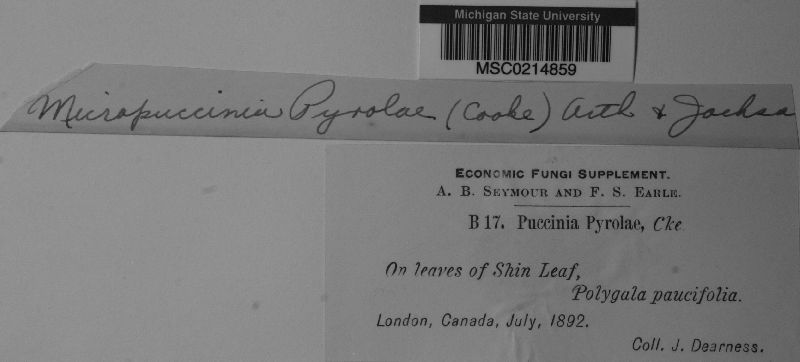 Michigan State University
MSC0214859
Micropuccinia Pyrolae (Cooke) Arth & Jacksn
ECONOMIC FUNGI SUPPLEMENT.
A. B. SEYMOUR AND F. S. EARLE.
B 17. Puccinia Pyrolae, Cke
On leaves of Shin Leaf,
Polygala paucifolia.
London, Canada, July, 1892.
Coll. J. Dearness.